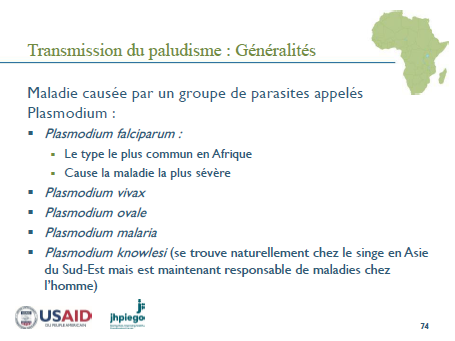 Transmission du paludisme : Généralités
Maladie causée par un groupe de parasites appelés
Plasmodium :
▪ Plasmodium falciparum :
▪ Le type le plus commun en Afrique
▪ Cause la maladie la plus sévère
▪ Plasmodium vivax
▪ Plasmodium ovale
▪ Plasmodium malaria
▪ Plasmodium knowlesi (se trouve naturellement chez le singe en Asie
du Sud-Est mais est maintenant responsable de maladies chez
l'homme)
USAID
DU PEUPLE AMERICAIN
jhpiego
74